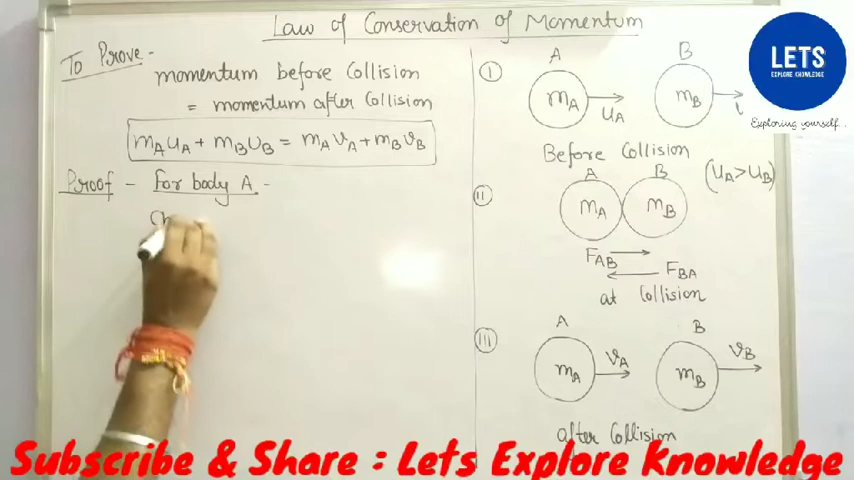 Law of Conservation of Momentum
To Prove -
momentum before Collision
= momentum after Collision
mAuA + mBuB = mAvA + mBvB
Proof - For body A -
Ch
I
A
B
mA
mB
uA
Before Collision
(uA > uB)
II
A
B
mA
mB
FAB
FBA
at Collision
III
A
B
mA
mB
vA
vB
after Collision
LETS
EXPLORE KNOWLEDGE
Exploring yourself...
Subscribe & Share : Lets Explore Knowledge